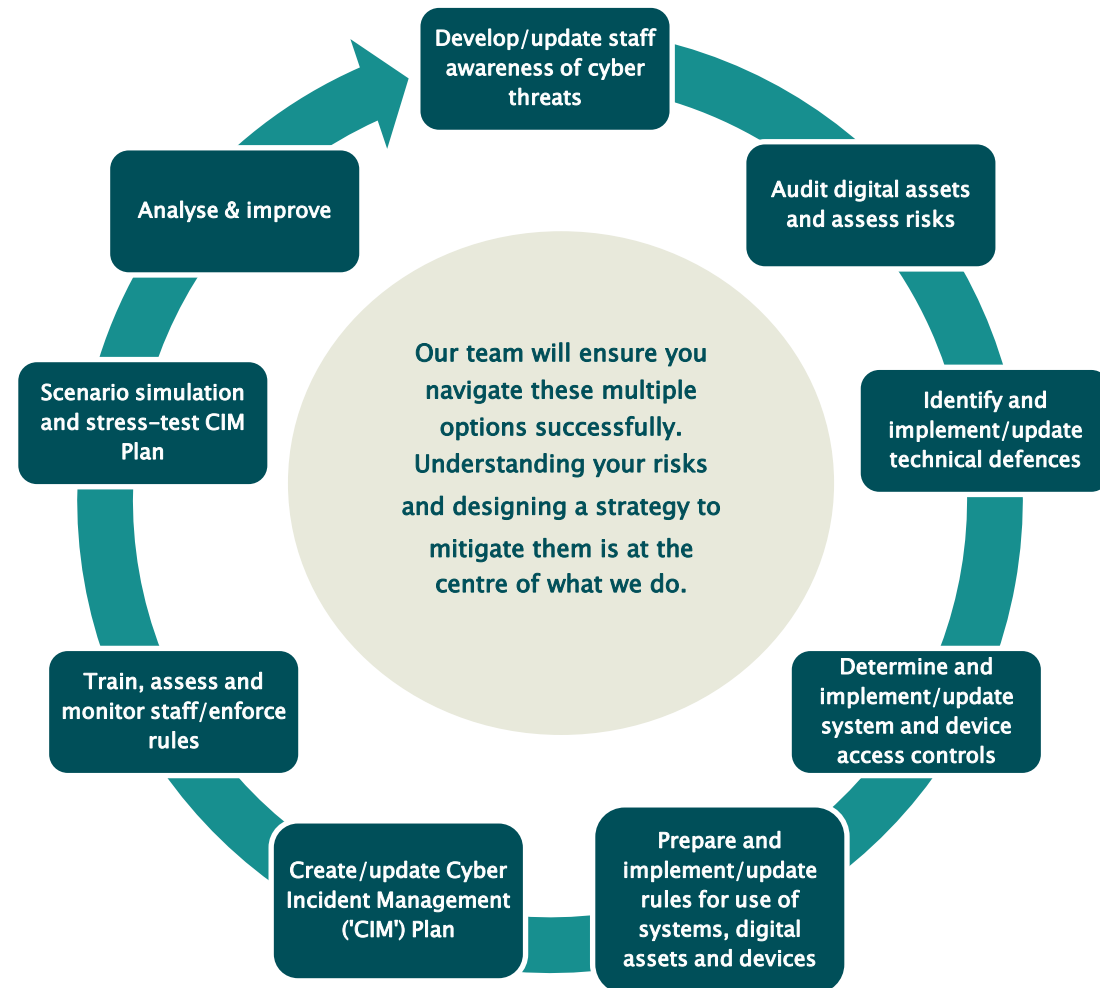 Develop/update staff
awareness of cyber
threats
Audit digital assets
and assess risks
Identify and
implement/update
technical defences
Determine and
implement/update
system and device
access controls
Prepare and
implement/update
rules for use of
systems, digital
assets and devices
Create/update Cyber
Incident Management
('CIM') Plan
Train, assess and
monitor staff/enforce
rules
Scenario simulation
and stress-test CIM
Plan
Analyse & improve
Our team will ensure you
navigate these multiple
options successfully.
Understanding your risks
and designing a strategy to
mitigate them is at the
centre of what we do.